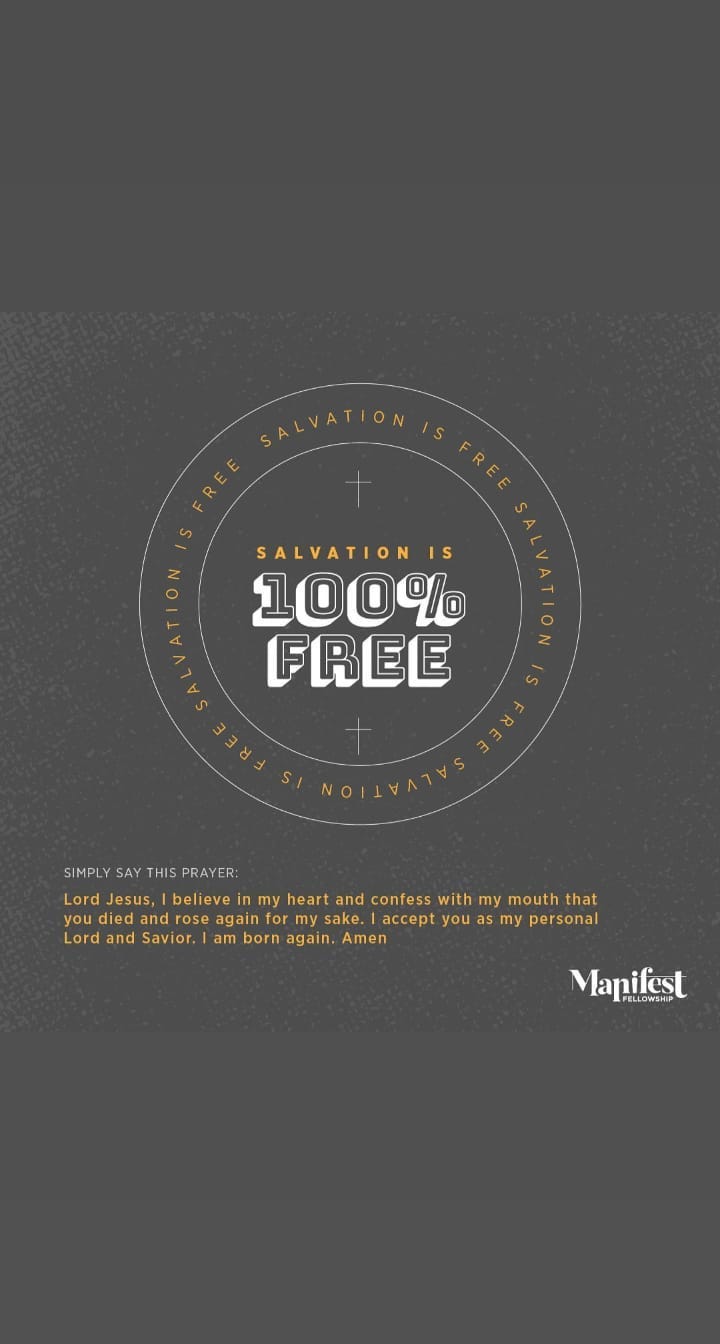 SALVATION IS FREE SALVATION IS FREE SALVATION IS FREE SALVATION IS FREE
SALVATION IS
100%
FREE
SIMPLY SAY THIS PRAYER:
Lord Jesus, I believe in my heart and confess with my mouth that
you died and rose again for my sake. I accept you as my personal
Lord and Savior. I am born again. Amen
Manifest
FELLOWSHIP